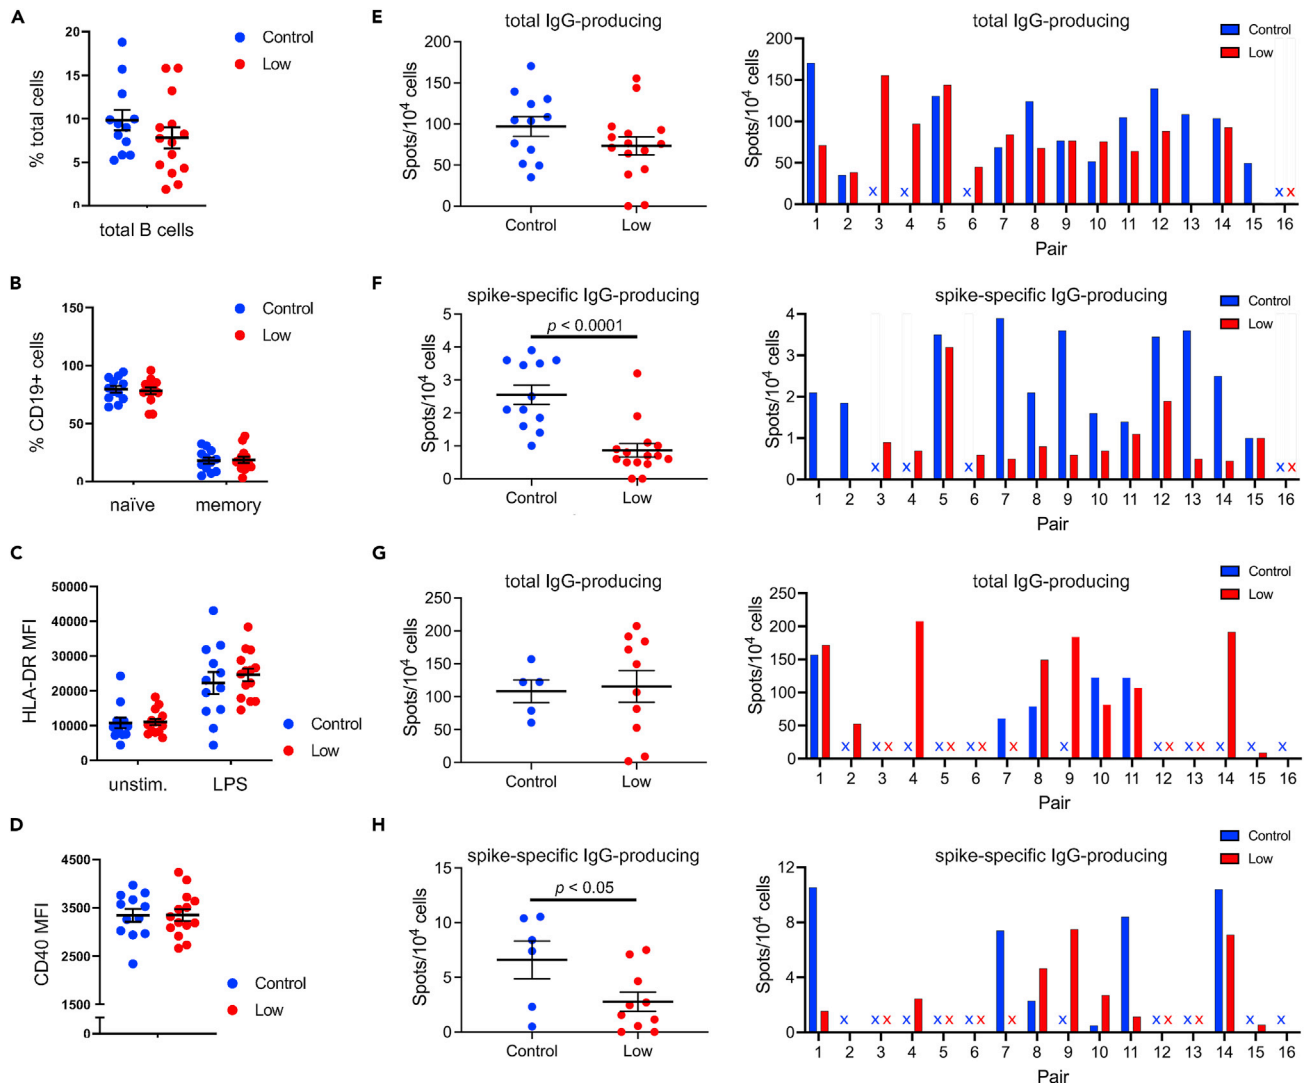 A
20
15
10
5
0
% total cells
total B cells
Control
Low
B
150
100
50
0
% CD19+ cells
naïve
memory
Control
Low
C
50000
40000
30000
20000
10000
0
HLA-DR MFI
unstim.
LPS
Control
Low
D
4500
3500
2500
1500
0
CD40 MFI
Control
Low
E
total IgG-producing
200
150
100
50
0
Spots/10⁴ cells
Control
Low
total IgG-producing
Control
Low
200
150
100
50
0
Spots/10⁴ cells
x x x x x
1 2 3 4 5 6 7 8 9 10 11 12 13 14 15 16
Pair
F
spike-specific IgG-producing
p < 0.0001
5
4
3
2
1
0
Spots/10⁴ cells
Control
Low
spike-specific IgG-producing
Control
Low
4
3
2
1
0
Spots/10⁴ cells
x x x x x
1 2 3 4 5 6 7 8 9 10 11 12 13 14 15 16
Pair
G
total IgG-producing
250
200
150
100
50
0
Spots/10⁴ cells
Control
Low
total IgG-producing
Control
Low
250
200
150
100
50
0
Spots/10⁴ cells
x x x x x x x x x x x x x x x x x
1 2 3 4 5 6 7 8 9 10 11 12 13 14 15 16
Pair
H
spike-specific IgG-producing
p < 0.05
15
10
5
0
Spots/10⁴ cells
Control
Low
spike-specific IgG-producing
Control
Low
12
8
4
0
Spots/10⁴ cells
x x x x x x x x x x x x x x x x
1 2 3 4 5 6 7 8 9 10 11 12 13 14 15 16
Pair